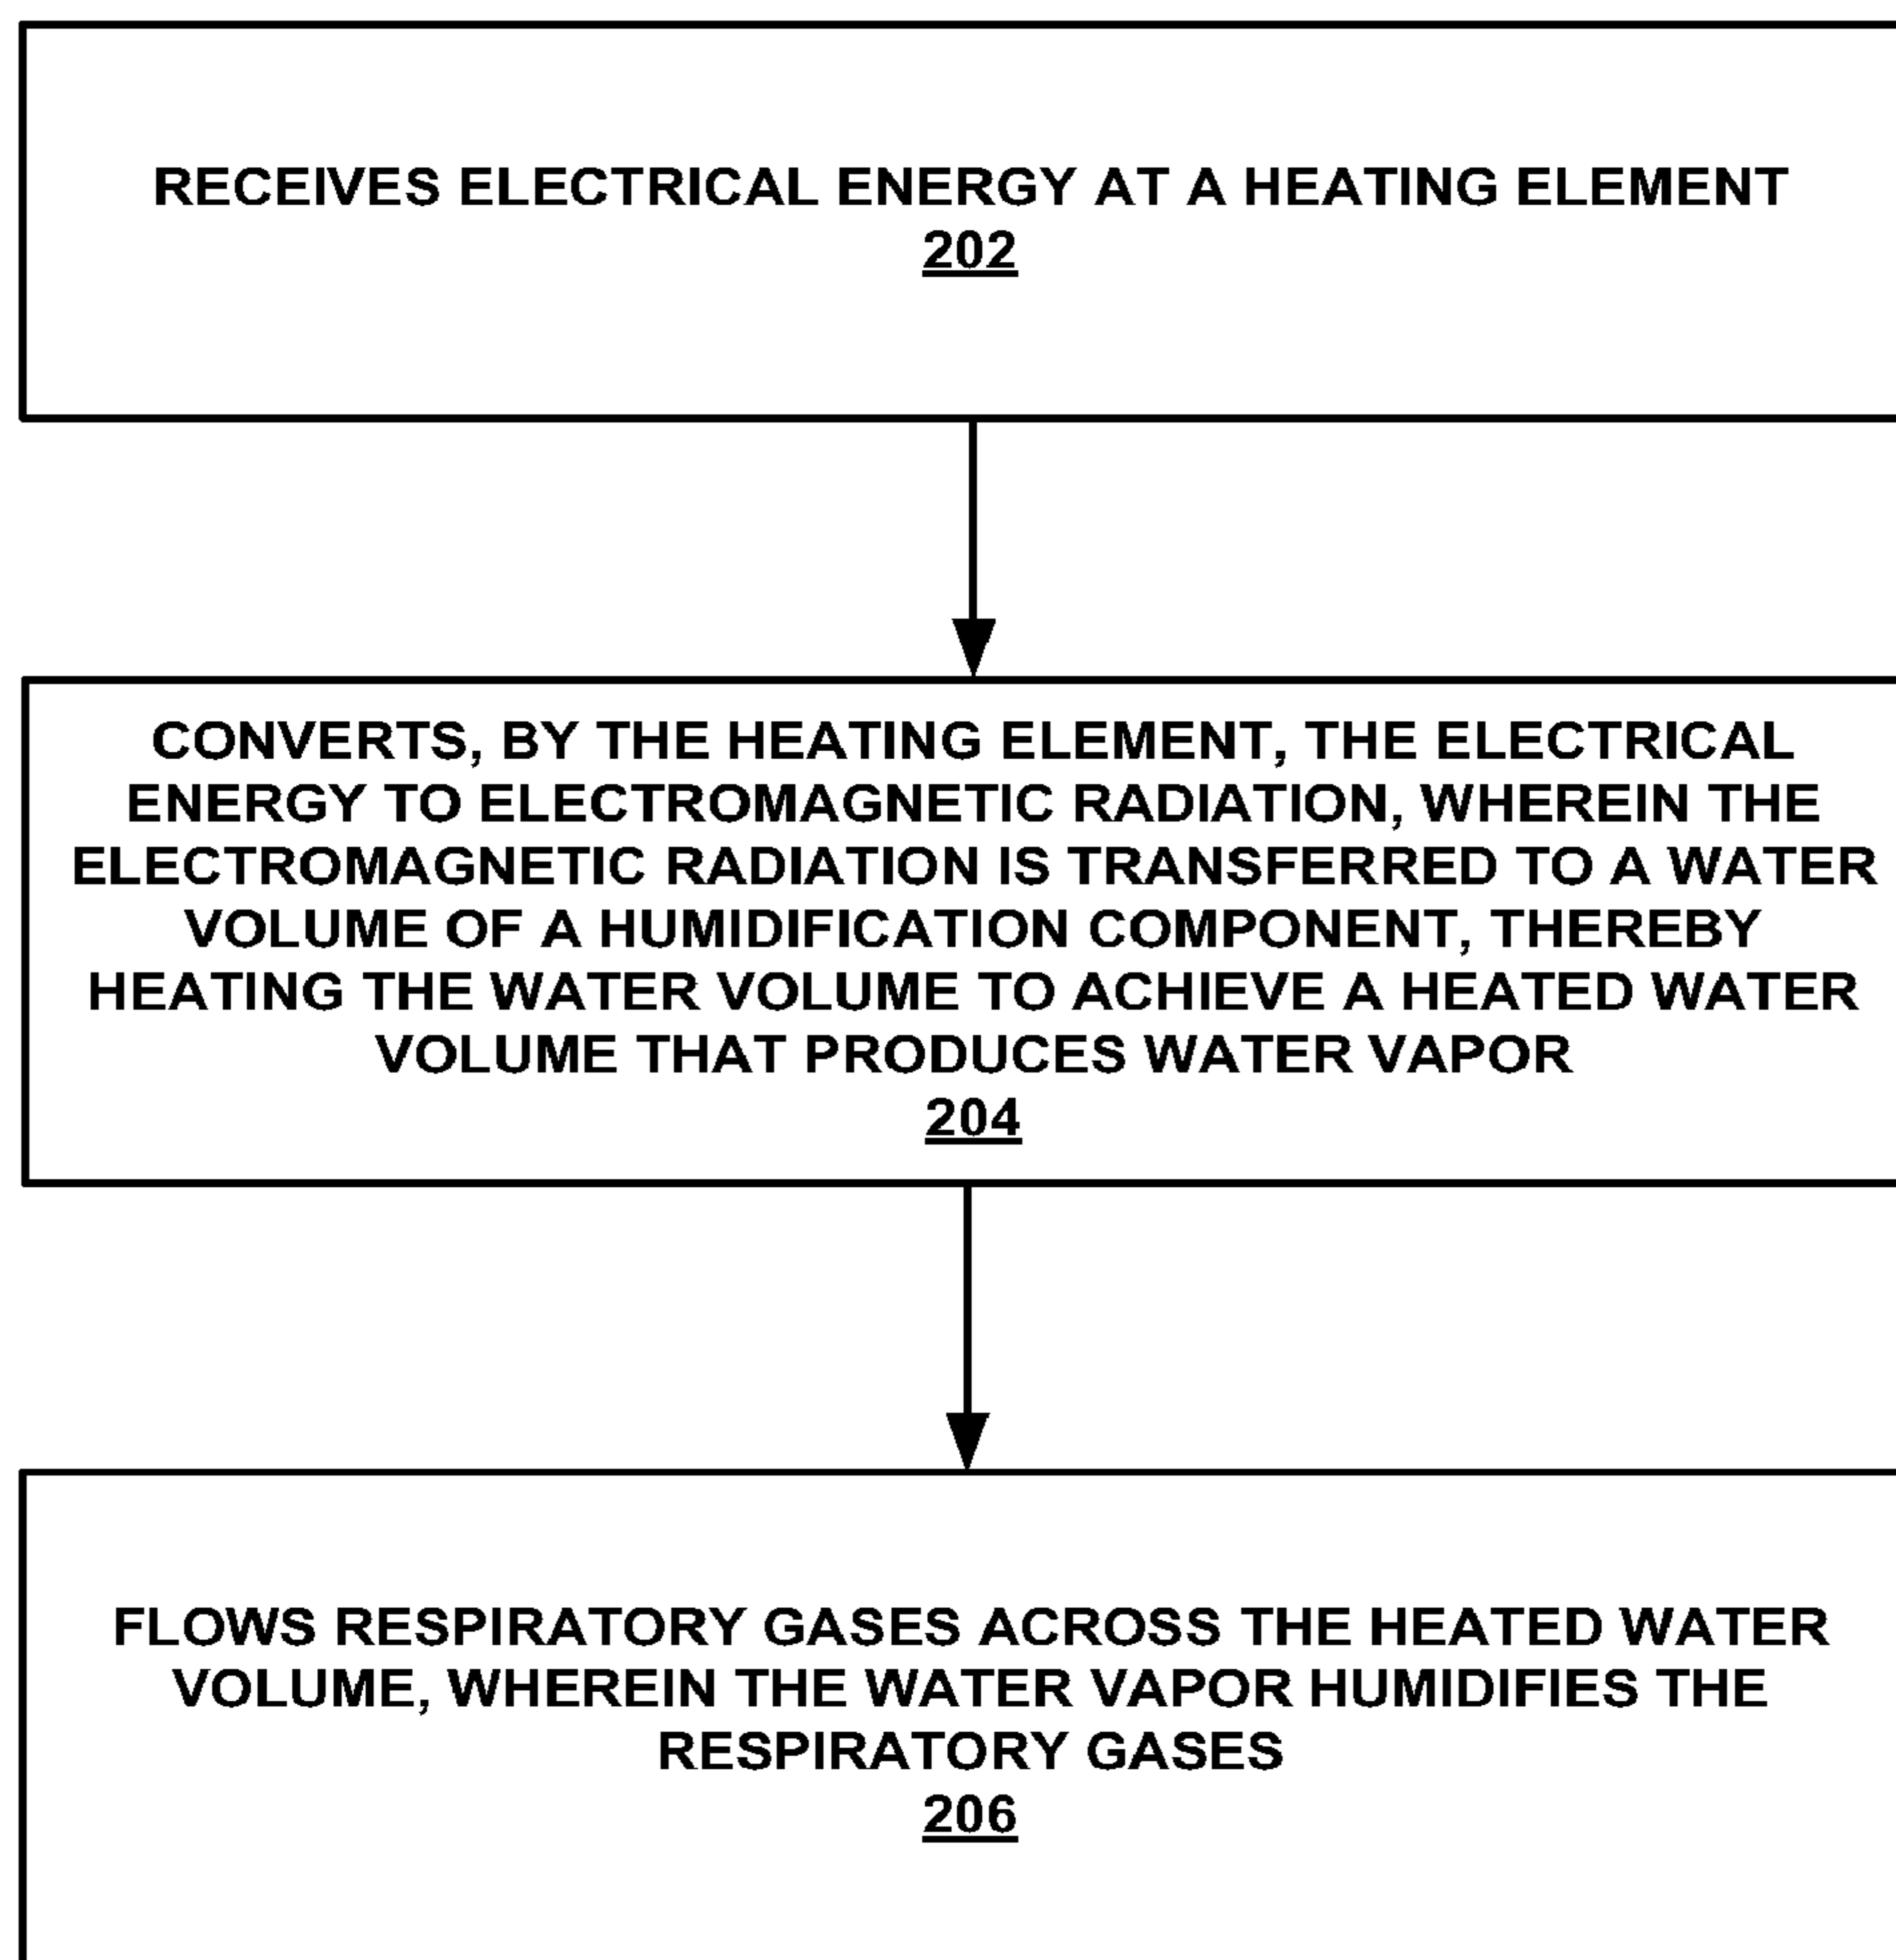 RECEIVES ELECTRICAL ENERGY AT A HEATING ELEMENT
202
CONVERTS, BY THE HEATING ELEMENT, THE ELECTRICAL
ENERGY TO ELECTROMAGNETIC RADIATION, WHEREIN THE
ELECTROMAGNETIC RADIATION IS TRANSFERRED TO A WATER
VOLUME OF A HUMIDIFICATION COMPONENT, THEREBY
HEATING THE WATER VOLUME TO ACHIEVE A HEATED WATER
VOLUME THAT PRODUCES WATER VAPOR
204
FLOWS RESPIRATORY GASES ACROSS THE HEATED WATER
VOLUME, WHEREIN THE WATER VAPOR HUMIDIFIES THE
RESPIRATORY GASES
206